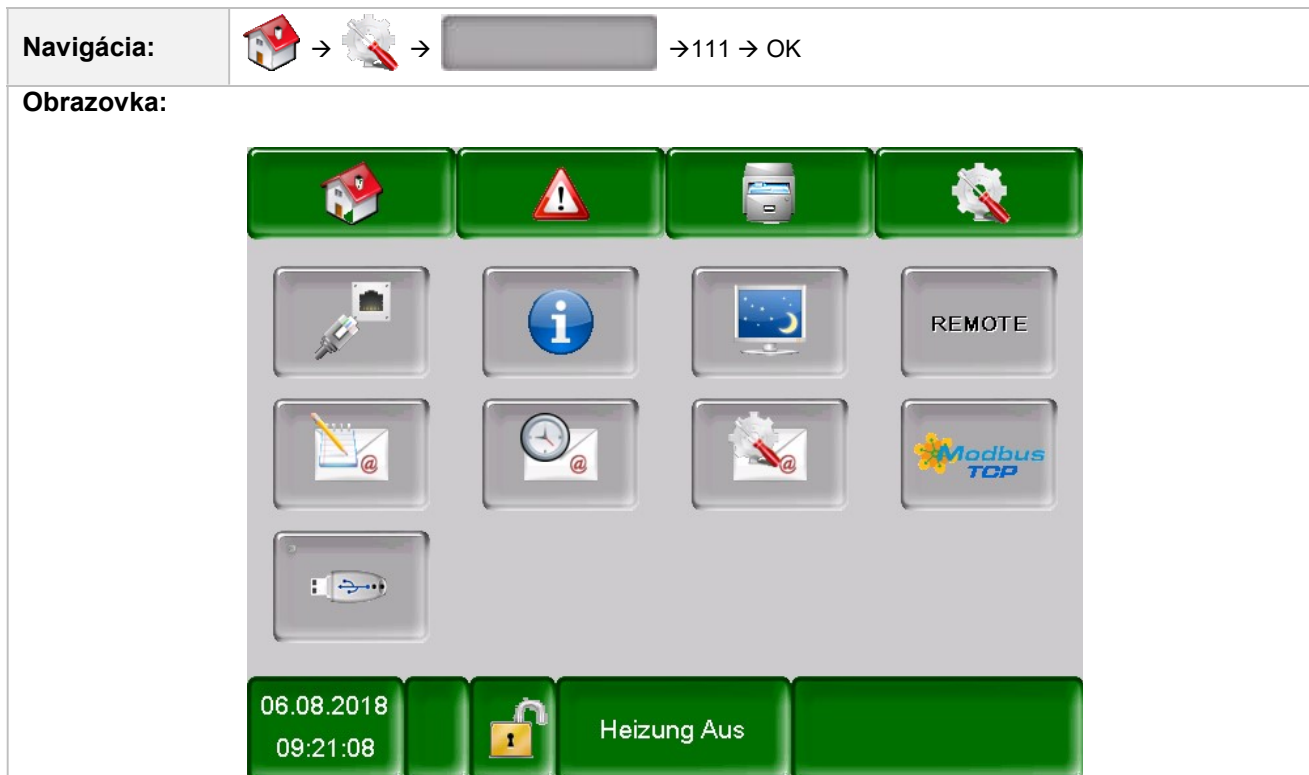 Navigácia:
→ → →111 → OK
Obrazovka:
REMOTE
@ @ @ Modbus
TCP
06.08.2018
09:21:08
Heizung Aus